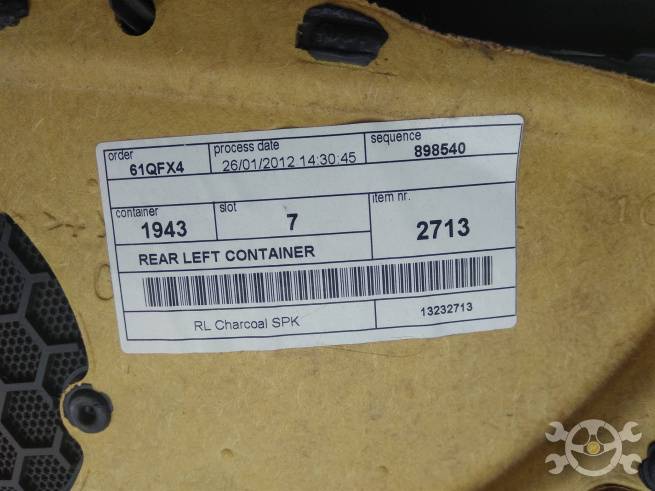 order process date sequence
61QFX4 26/01/2012 14:30:45 898540
container slot item nr.
1943 7 2713
REAR LEFT CONTAINER
RL Charcoal SPK 13232713